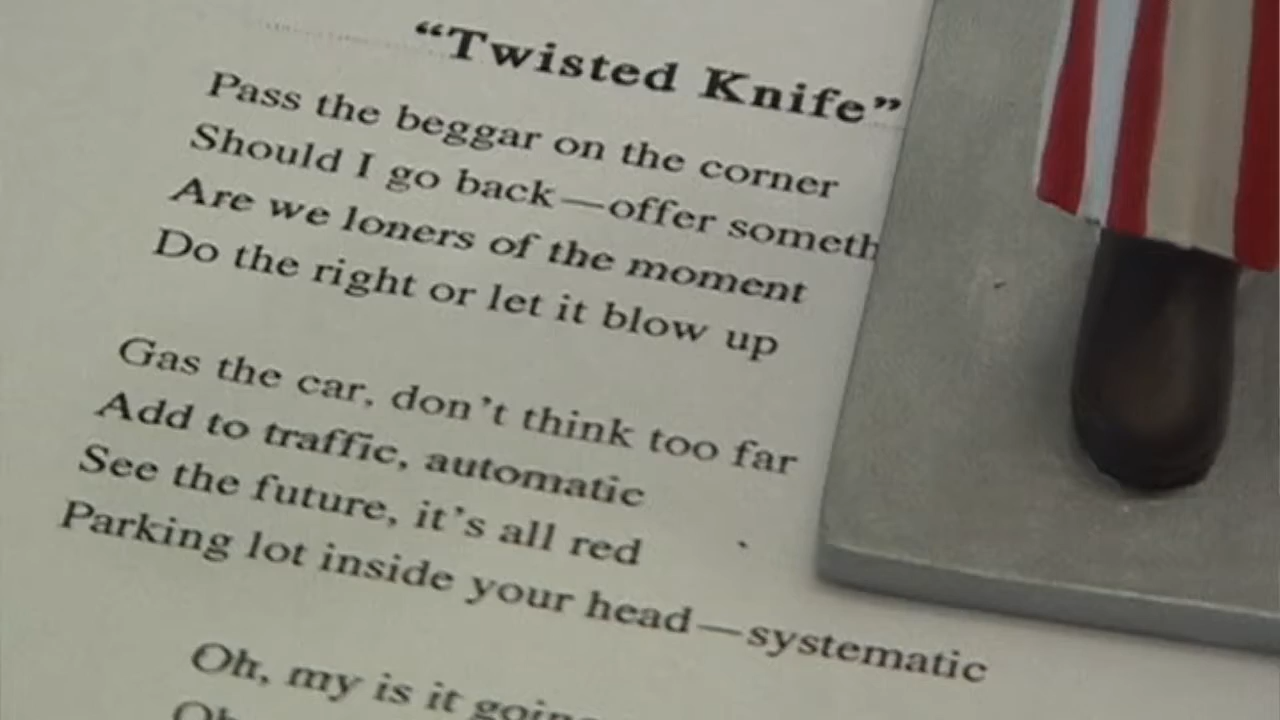 “Twisted Knife”
Pass the beggar on the corner
Should I go back—offer someth
Are we loners of the moment
Do the right or let it blow up
Gas the car, don’t think too far
Add to traffic, automatic
See the future, it’s all red
Parking lot inside your head—systematic
Oh, my is it going
Oh